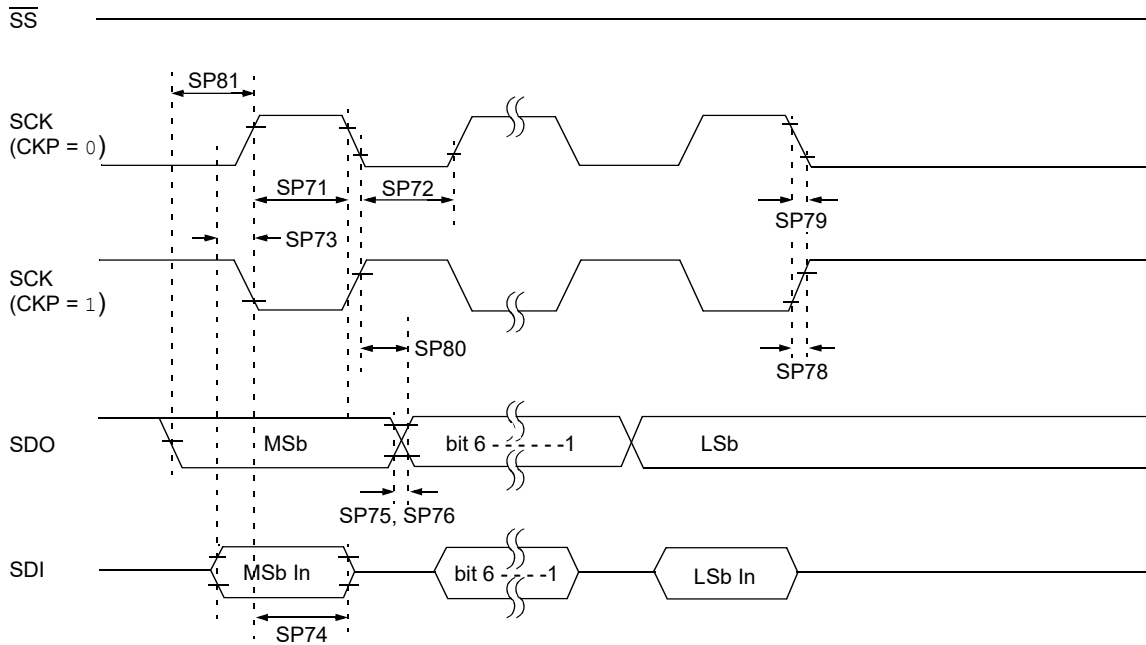 SS
SP81
SCK
(CKP = 0)
SP71
SP72
SP79
SP73
SCK
(CKP = 1)
SP80
SP78
SDO
MSb
bit 6 - - - - - - -1
LSb
SP75, SP76
SDI
MSb In
bit 6 - - - - -1
LSb In
SP74